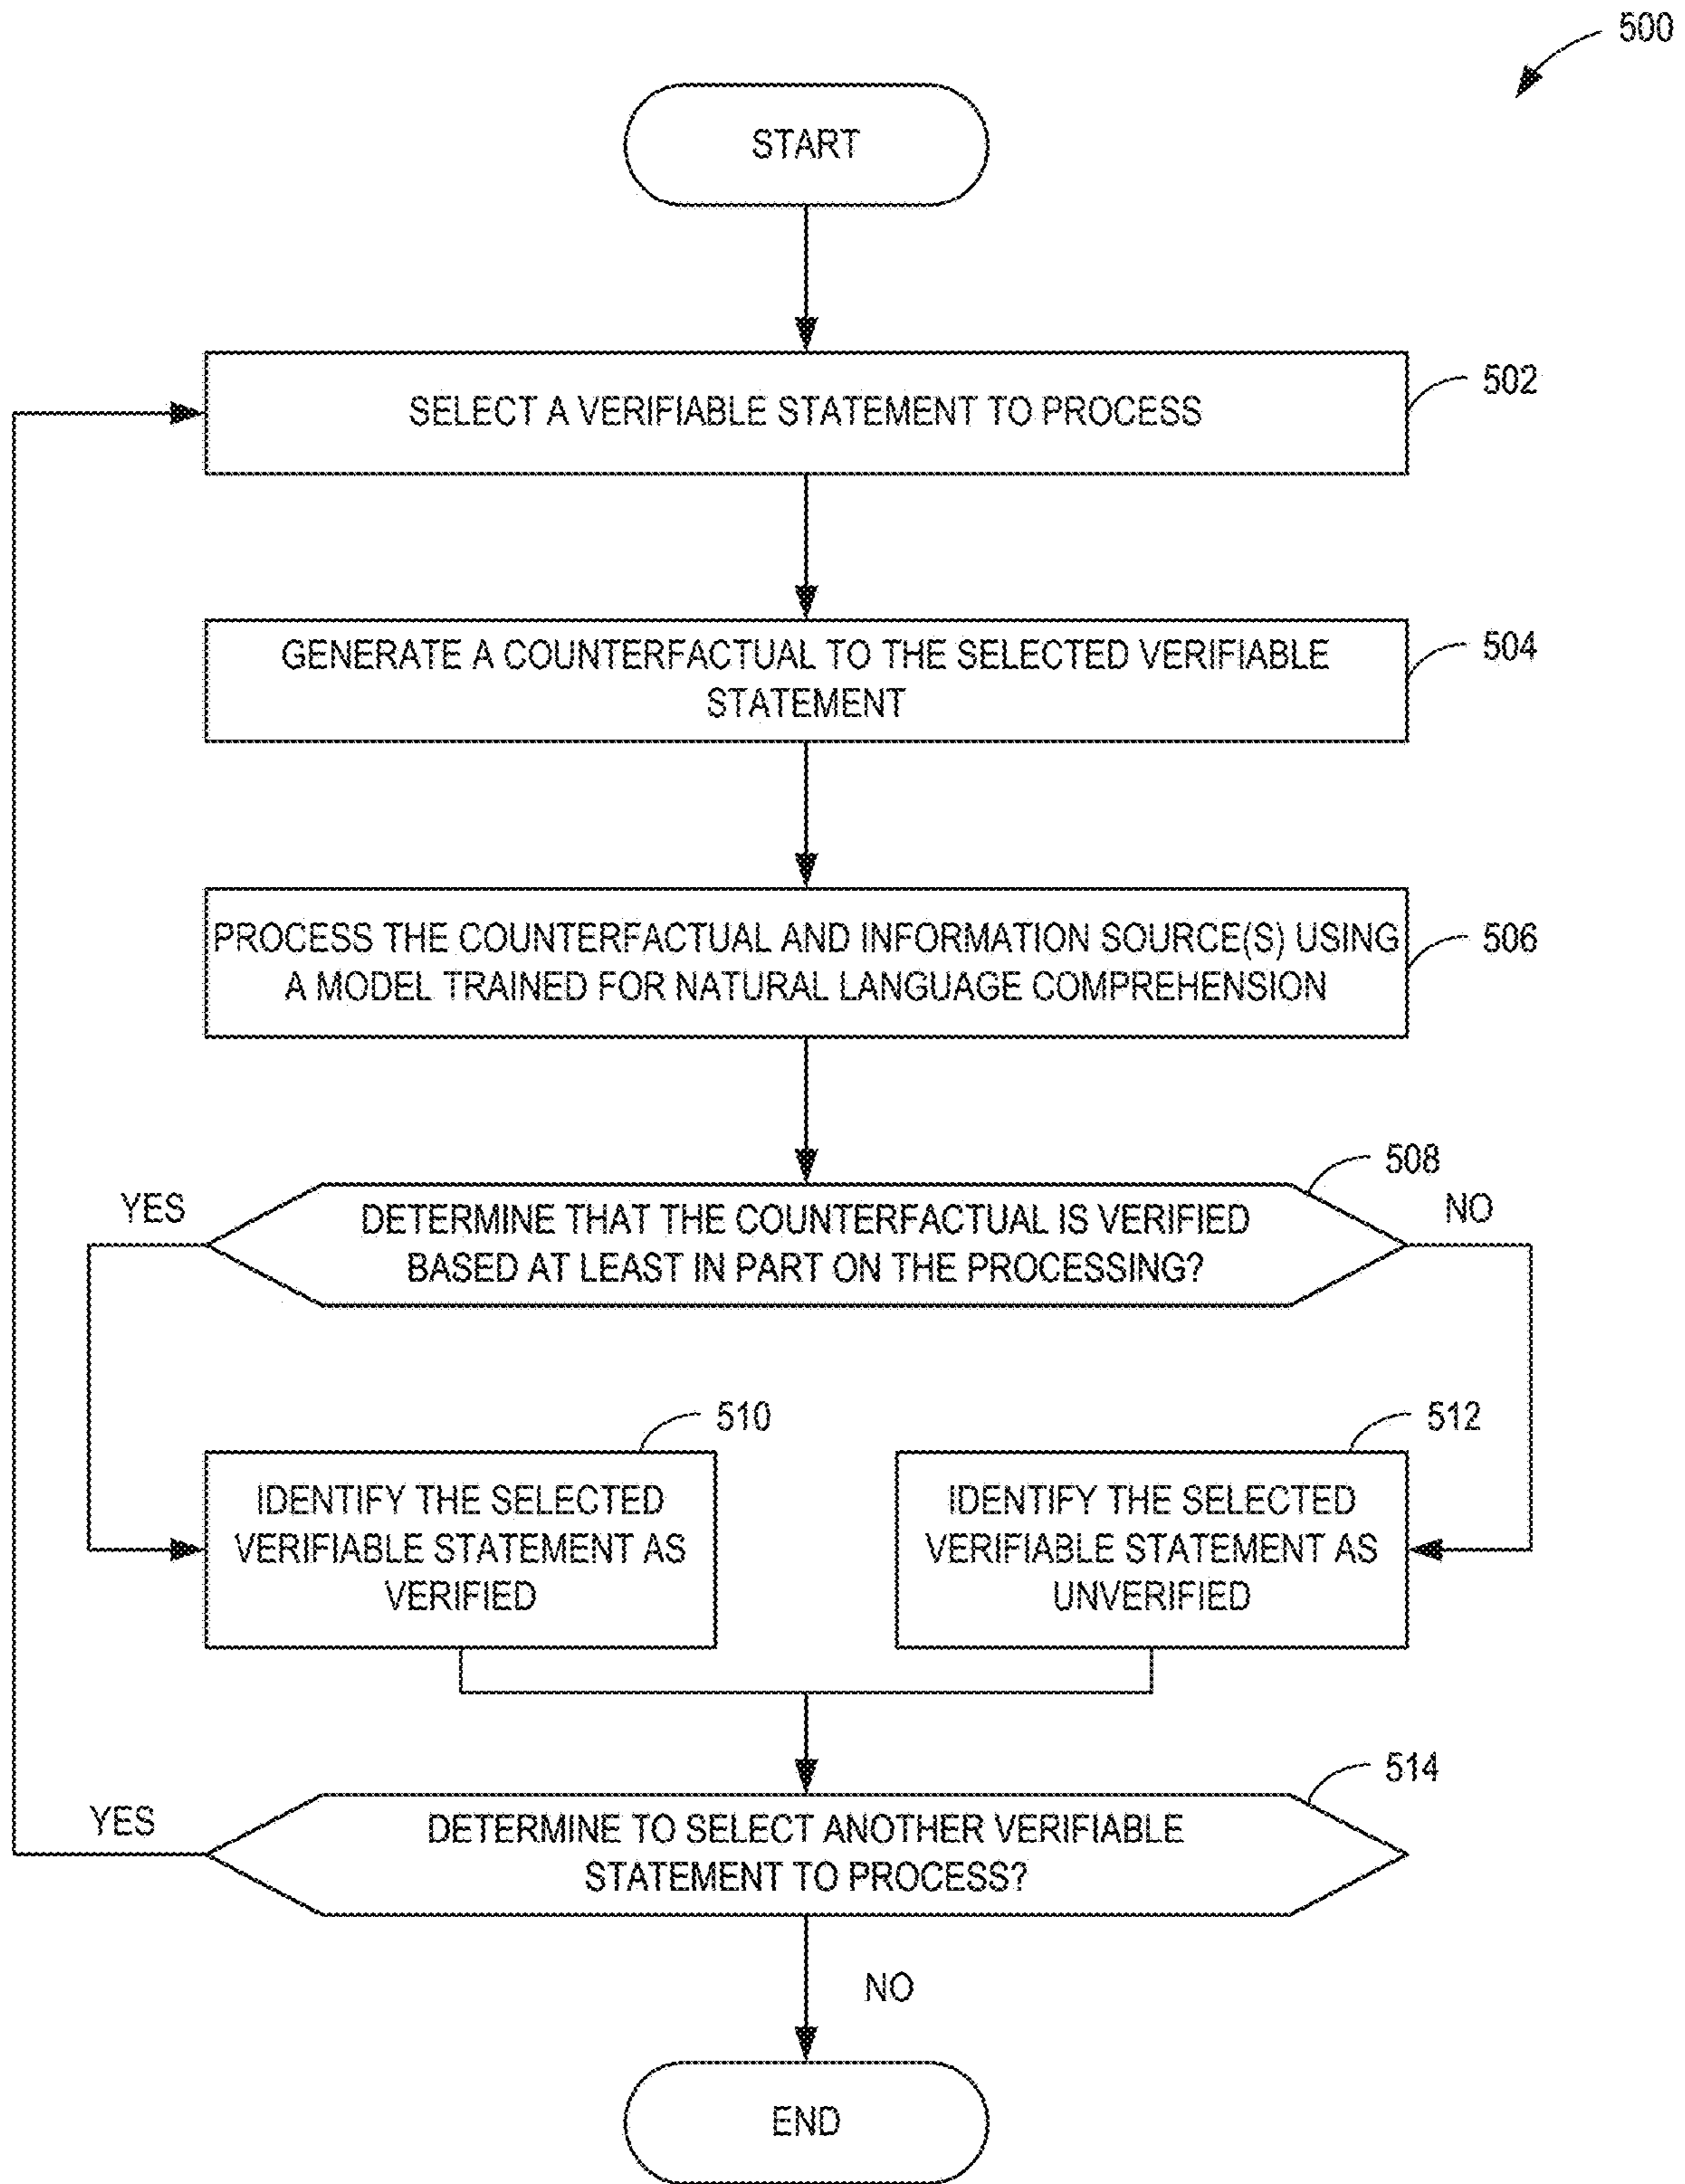 500
START
SELECT A VERIFIABLE STATEMENT TO PROCESS
502
GENERATE A COUNTERFACTUAL TO THE SELECTED VERIFIABLE
STATEMENT
504
PROCESS THE COUNTERFACTUAL AND INFORMATION SOURCE(S) USING
A MODEL TRAINED FOR NATURAL LANGUAGE COMPREHENSION
506
508
YES
NO
DETERMINE THAT THE COUNTERFACTUAL IS VERIFIED
BASED AT LEAST IN PART ON THE PROCESSING?
510
IDENTIFY THE SELECTED
VERIFIABLE STATEMENT AS
VERIFIED
512
IDENTIFY THE SELECTED
VERIFIABLE STATEMENT AS
UNVERIFIED
514
YES
DETERMINE TO SELECT ANOTHER VERIFIABLE
STATEMENT TO PROCESS?
NO
END